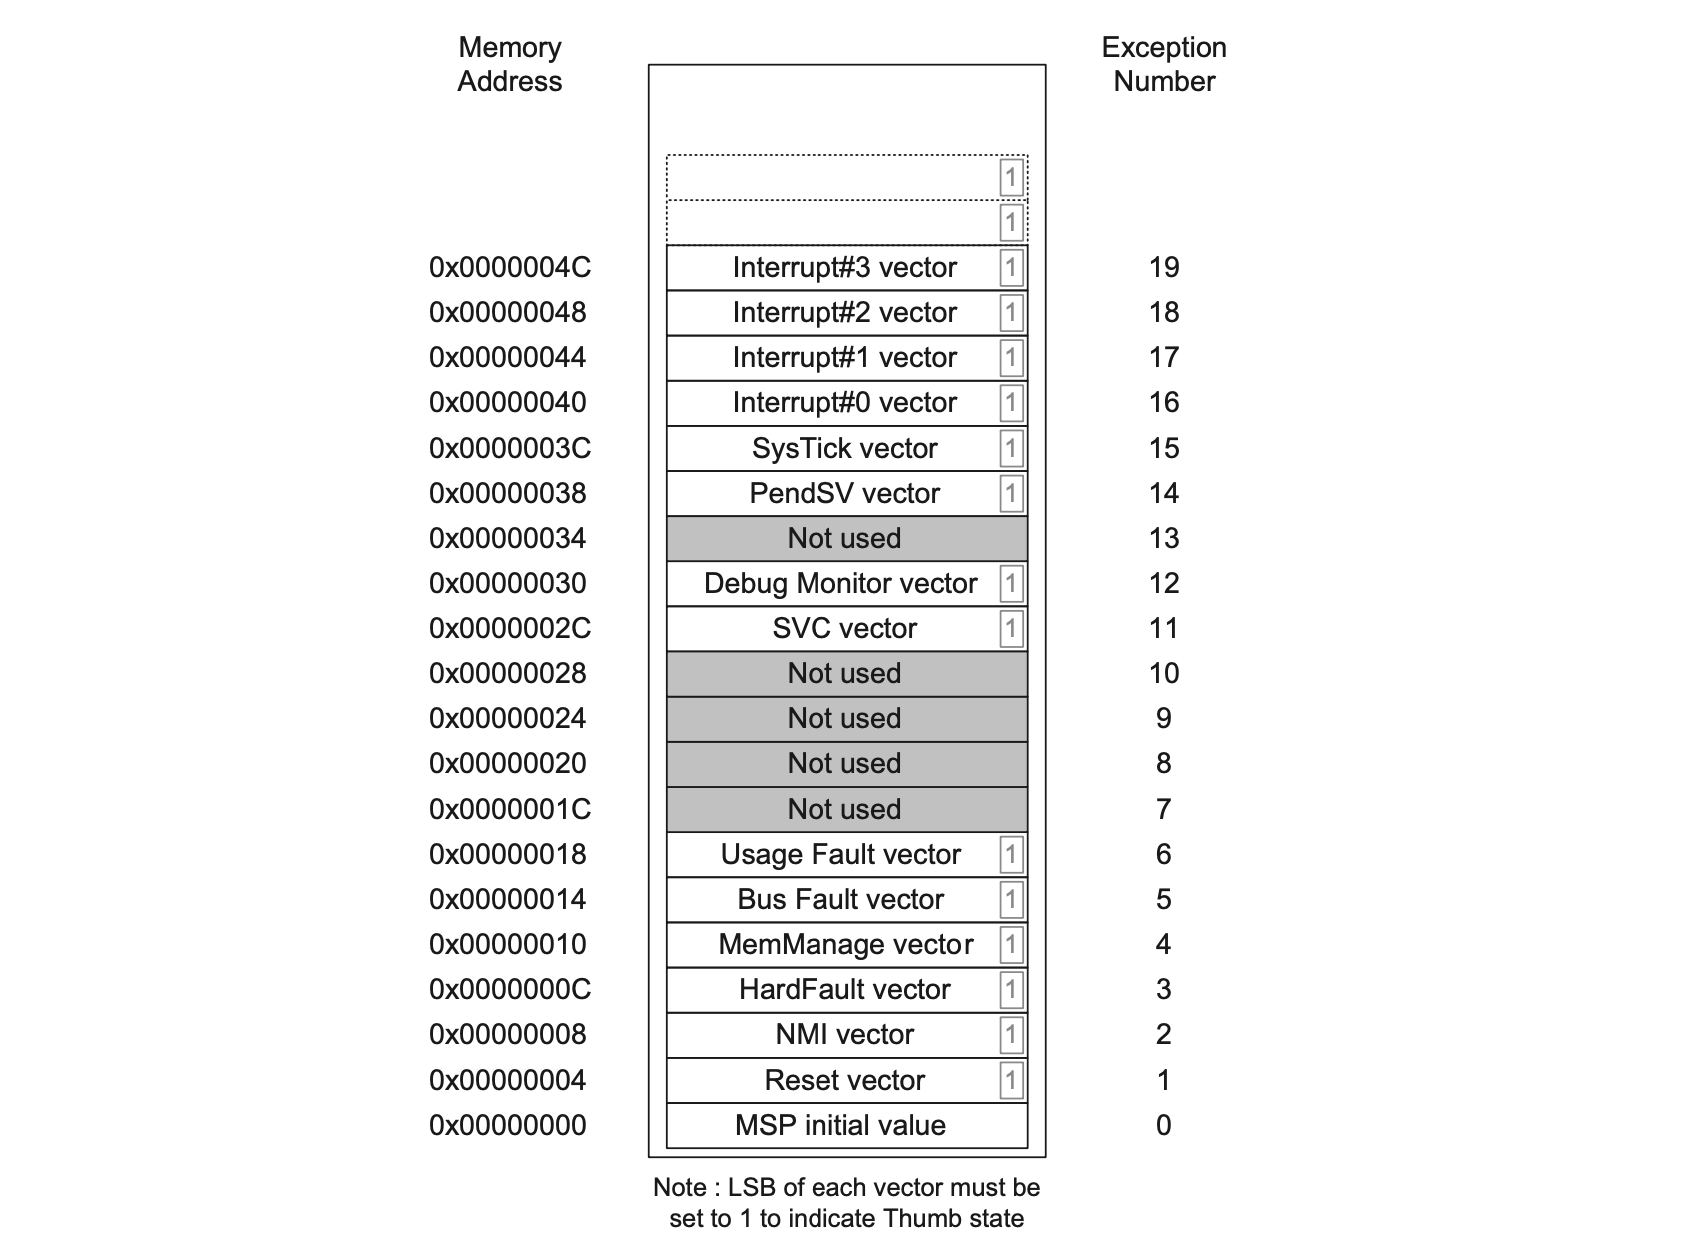 Memory
Address
Exception
Number
1
1
0x0000004C Interrupt#3 vector 1 19
0x00000048 Interrupt#2 vector 1 18
0x00000044 Interrupt#1 vector 1 17
0x00000040 Interrupt#0 vector 1 16
0x0000003C SysTick vector 1 15
0x00000038 PendSV vector 1 14
0x00000034 Not used 13
0x00000030 Debug Monitor vector 1 12
0x0000002C SVC vector 1 11
0x00000028 Not used 10
0x00000024 Not used 9
0x00000020 Not used 8
0x0000001C Not used 7
0x00000018 Usage Fault vector 1 6
0x00000014 Bus Fault vector 1 5
0x00000010 MemManage vector 1 4
0x0000000C HardFault vector 1 3
0x00000008 NMI vector 1 2
0x00000004 Reset vector 1 1
0x00000000 MSP initial value 0
Note : LSB of each vector must be
set to 1 to indicate Thumb state